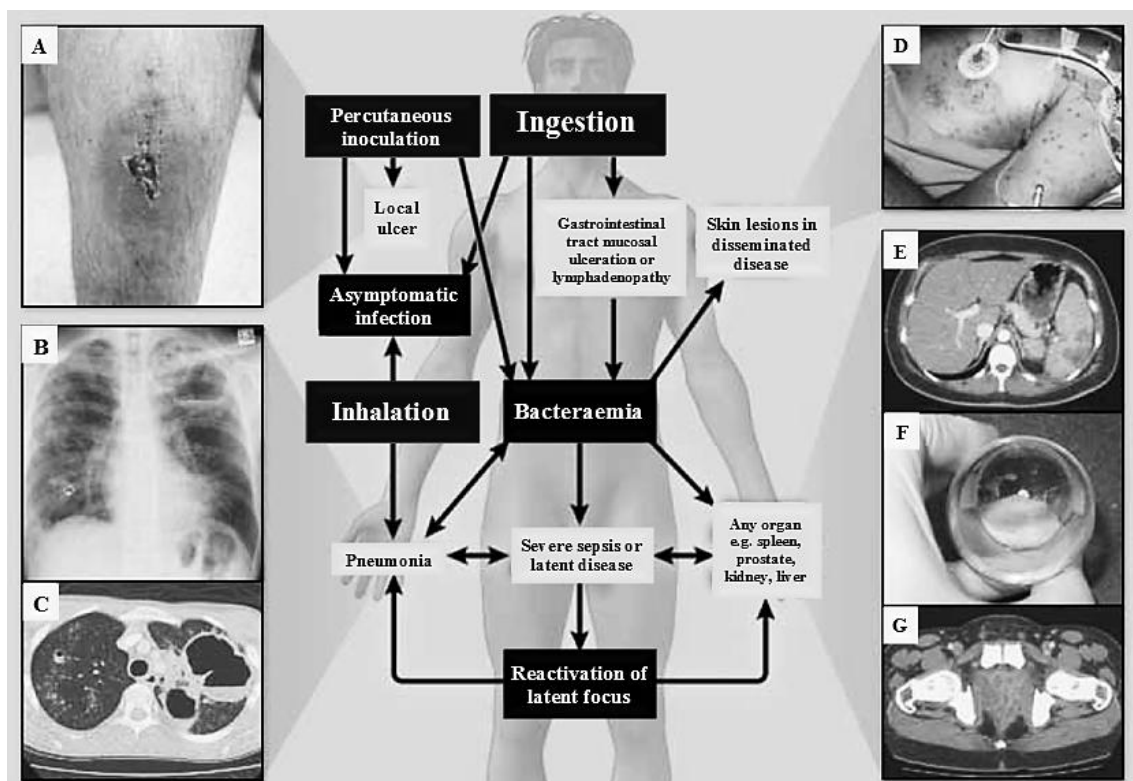 A
Percutaneous
inoculation
Ingestion
D
Local
ulcer
Gastrointestinal
tract mucosal
ulceration or
lymphadenopathy
Skin lesions in
disseminated
disease
E
Asymptomatic
infection
B
Inhalation
Bacteraemia
F
Pneumonia
Severe sepsis or
latent disease
Any organ
e.g. spleen,
prostate,
kidney, liver
C
G
Reactivation of
latent focus